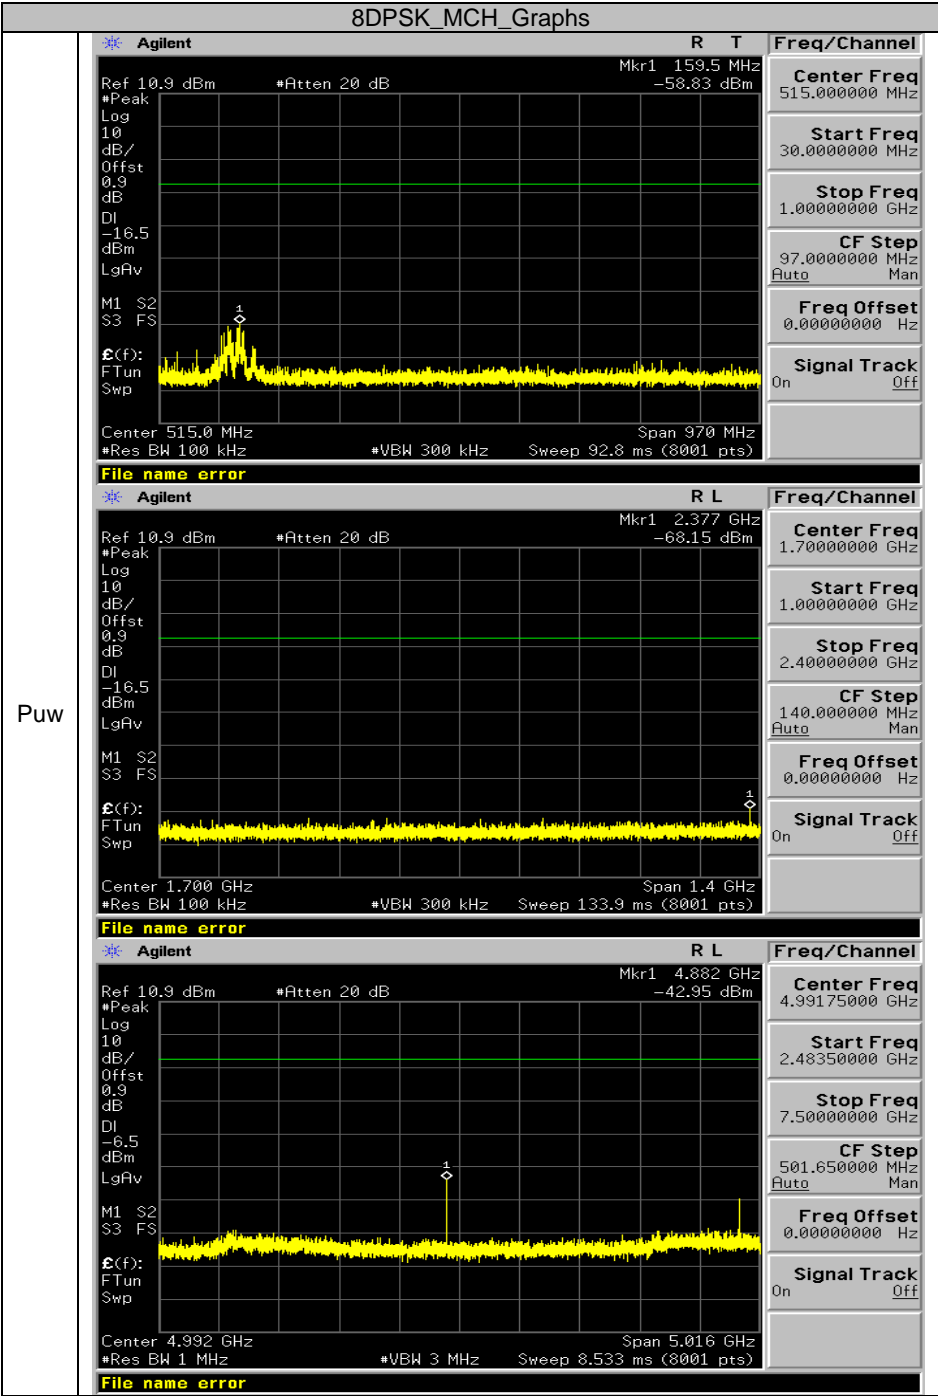 8DPSK_MCH_Graphs
Puw
Agilent R T Freq/Channel
Mkr1 159.5 MHz
Ref 10.9 dBm #Atten 20 dB -58.83 dBm
#Peak
Log
10
dB/
Offst
0.9
dB
DI
-16.5
dBm
LgAv
M1 S2
S3 FS
£(f):
FTun
Swp
1
Center 515.0 MHz Span 970 MHz
#Res BW 100 kHz #VBW 300 kHz Sweep 92.8 ms (8001 pts)
Center Freq
515.000000 MHz
Start Freq
30.0000000 MHz
Stop Freq
1.00000000 GHz
CF Step
97.0000000 MHz
Auto Man
Freq Offset
0.00000000 Hz
Signal Track
On Off
File name error
Agilent R L Freq/Channel
Mkr1 2.377 GHz
Ref 10.9 dBm #Atten 20 dB -68.15 dBm
#Peak
Log
10
dB/
Offst
0.9
dB
DI
-16.5
dBm
LgAv
M1 S2
S3 FS
£(f):
FTun
Swp
1
Center 1.700 GHz Span 1.4 GHz
#Res BW 100 kHz #VBW 300 kHz Sweep 133.9 ms (8001 pts)
Center Freq
1.70000000 GHz
Start Freq
1.00000000 GHz
Stop Freq
2.40000000 GHz
CF Step
140.000000 MHz
Auto Man
Freq Offset
0.00000000 Hz
Signal Track
On Off
File name error
Agilent R L Freq/Channel
Mkr1 4.882 GHz
Ref 10.9 dBm #Atten 20 dB -42.95 dBm
#Peak
Log
10
dB/
Offst
0.9
dB
DI
-6.5
dBm
LgAv
M1 S2
S3 FS
£(f):
FTun
Swp
1
Center 4.992 GHz Span 5.016 GHz
#Res BW 1 MHz #VBW 3 MHz Sweep 8.533 ms (8001 pts)
Center Freq
4.99175000 GHz
Start Freq
2.48350000 GHz
Stop Freq
7.50000000 GHz
CF Step
501.650000 MHz
Auto Man
Freq Offset
0.00000000 Hz
Signal Track
On Off
File name error